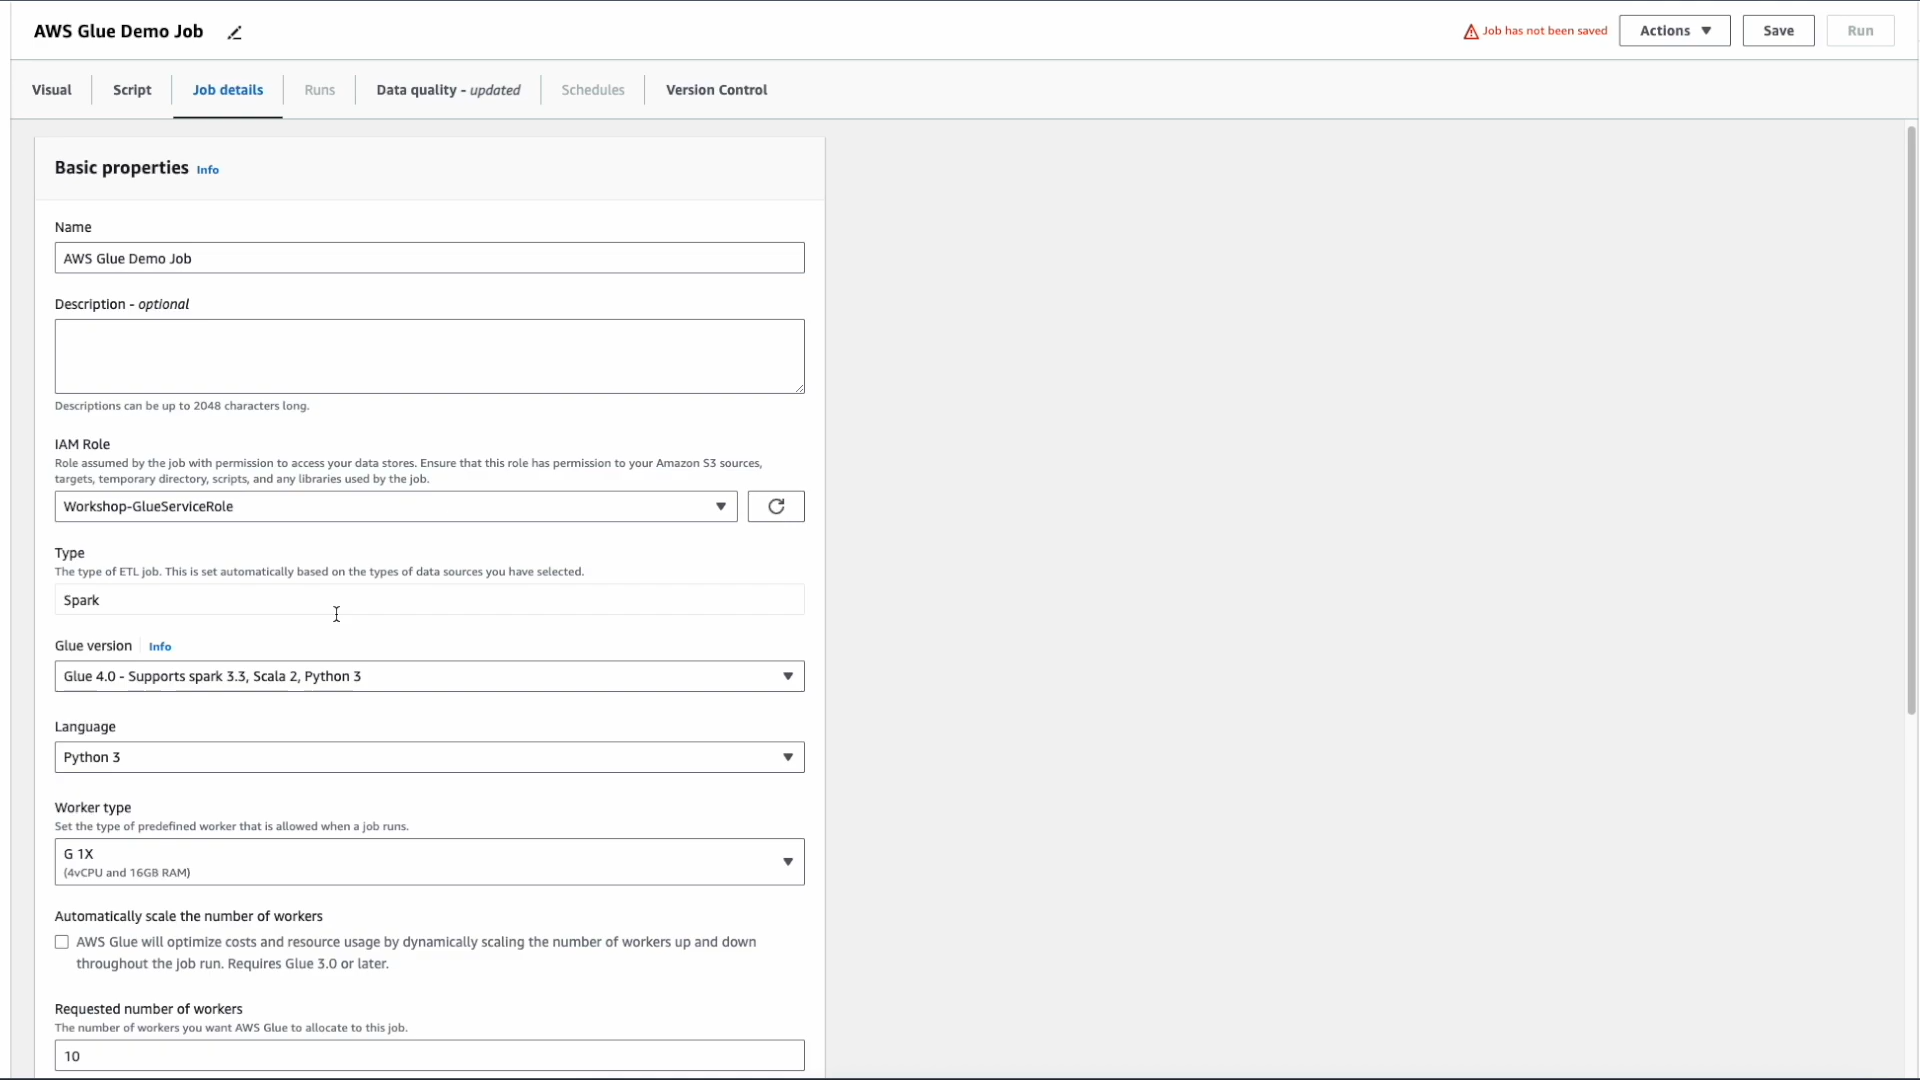 AWS Glue Demo Job
Job has not been saved
Actions
Save
Run
Visual
Script
Job details
Runs
Data quality - updated
Schedules
Version Control
Basic properties Info
Name
AWS Glue Demo Job
Description - optional
Descriptions can be up to 2048 characters long.
IAM Role
Role assumed by the job with permission to access your data stores. Ensure that this role has permission to your Amazon S3 sources,
targets, temporary directory, scripts, and any libraries used by the job.
Workshop-GlueServiceRole
Type
The type of ETL job. This is set automatically based on the types of data sources you have selected.
Spark
Glue version Info
Glue 4.0 - Supports spark 3.3, Scala 2, Python 3
Language
Python 3
Worker type
Set the type of predefined worker that is allowed when a job runs.
G 1X
(4vCPU and 16GB RAM)
Automatically scale the number of workers
AWS Glue will optimize costs and resource usage by dynamically scaling the number of workers up and down
throughout the job run. Requires Glue 3.0 or later.
Requested number of workers
The number of workers you want AWS Glue to allocate to this job.
10